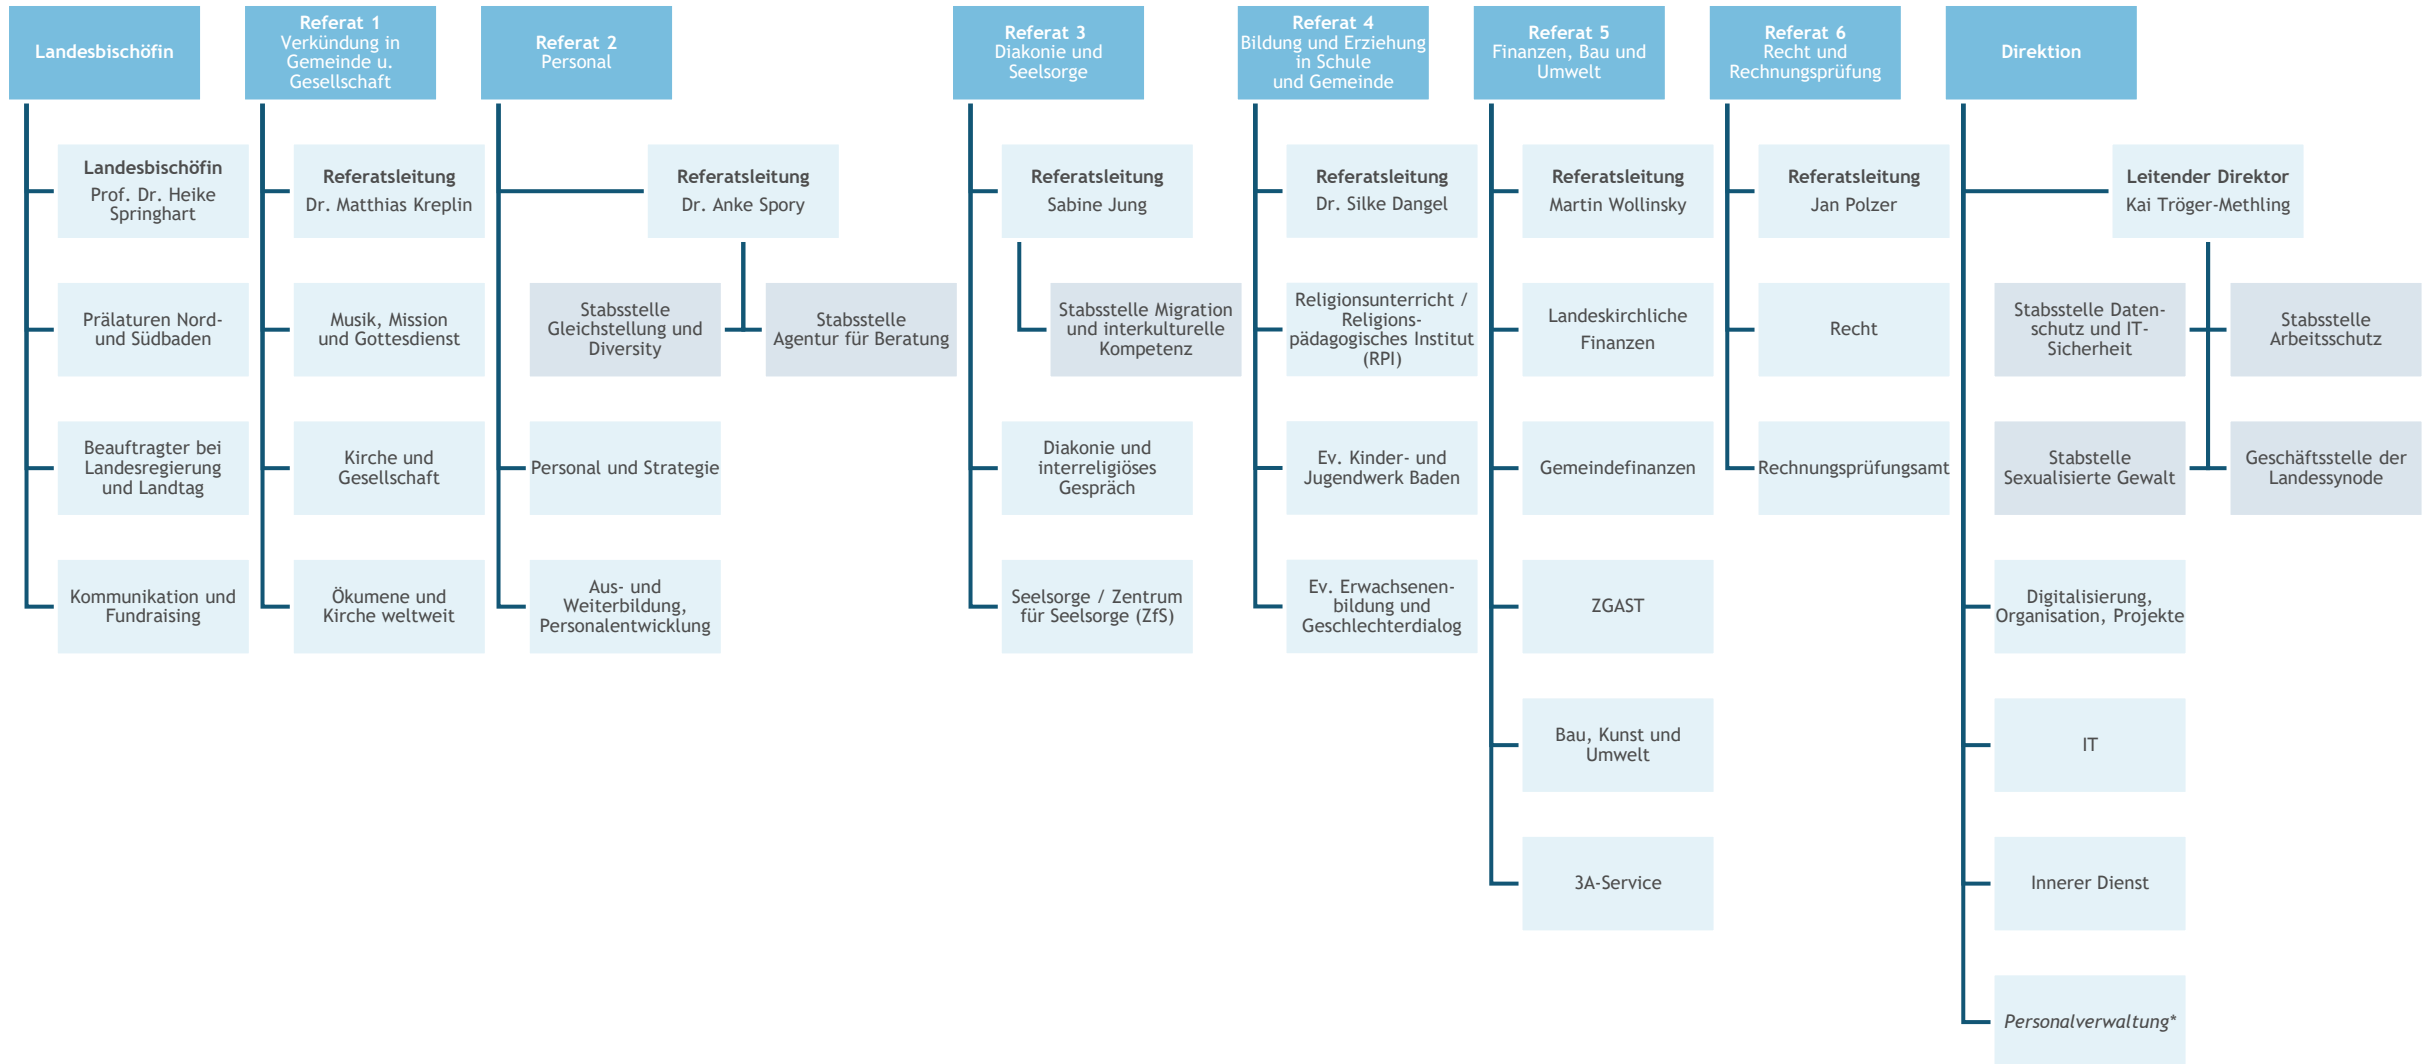 Landesbischöfin
Landesbischöfin
Prof. Dr. Heike
Springhart
Prälaturen Nord-
und Südbaden
Beauftragter bei
Landesregierung
und Landtag
Kommunikation und
Fundraising
Referat 1
Verkündung in
Gemeinde u.
Gesellschaft
Referatsleitung
Dr. Matthias Kreplin
Musik, Mission
und Gottesdienst
Kirche und
Gesellschaft
Ökumene und
Kirche weltweit
Referat 2
Personal
Referatsleitung
Dr. Anke Spory
Stabsstelle
Gleichstellung und
Diversity
Stabsstelle
Agentur für Beratung
Personal und Strategie
Aus- und
Weiterbildung,
Personalentwicklung
Referat 3
Diakonie und
Seelsorge
Referatsleitung
Sabine Jung
Stabsstelle Migration
und interkulturelle
Kompetenz
Diakonie und
interreligiöses
Gespräch
Seelsorge / Zentrum
für Seelsorge (ZfS)
Referat 4
Bildung und Erziehung
in Schule
und Gemeinde
Referatsleitung
Dr. Silke Dangel
Religionsunterricht /
Religions-
pädagogisches Institut
(RPI)
Ev. Kinder- und
Jugendwerk Baden
Ev. Erwachsenen-
bildung und
Geschlechterdialog
Referat 5
Finanzen, Bau und
Umwelt
Referatsleitung
Martin Wollinsky
Landeskirchliche
Finanzen
Gemeindefinanzen
ZGAST
Bau, Kunst und
Umwelt
3A-Service
Referat 6
Recht und
Rechnungsprüfung
Referatsleitung
Jan Polzer
Recht
Rechnungsprüfungsamt
Direktion
Leitender Direktor
Kai Tröger-Methling
Stabsstelle Daten-
schutz und IT-
Sicherheit
Stabsstelle
Arbeitsschutz
Stabstelle
Sexualisierte Gewalt
Geschäftsstelle der
Landessynode
Digitalisierung,
Organisation, Projekte
IT
Innerer Dienst
Personalverwaltung*